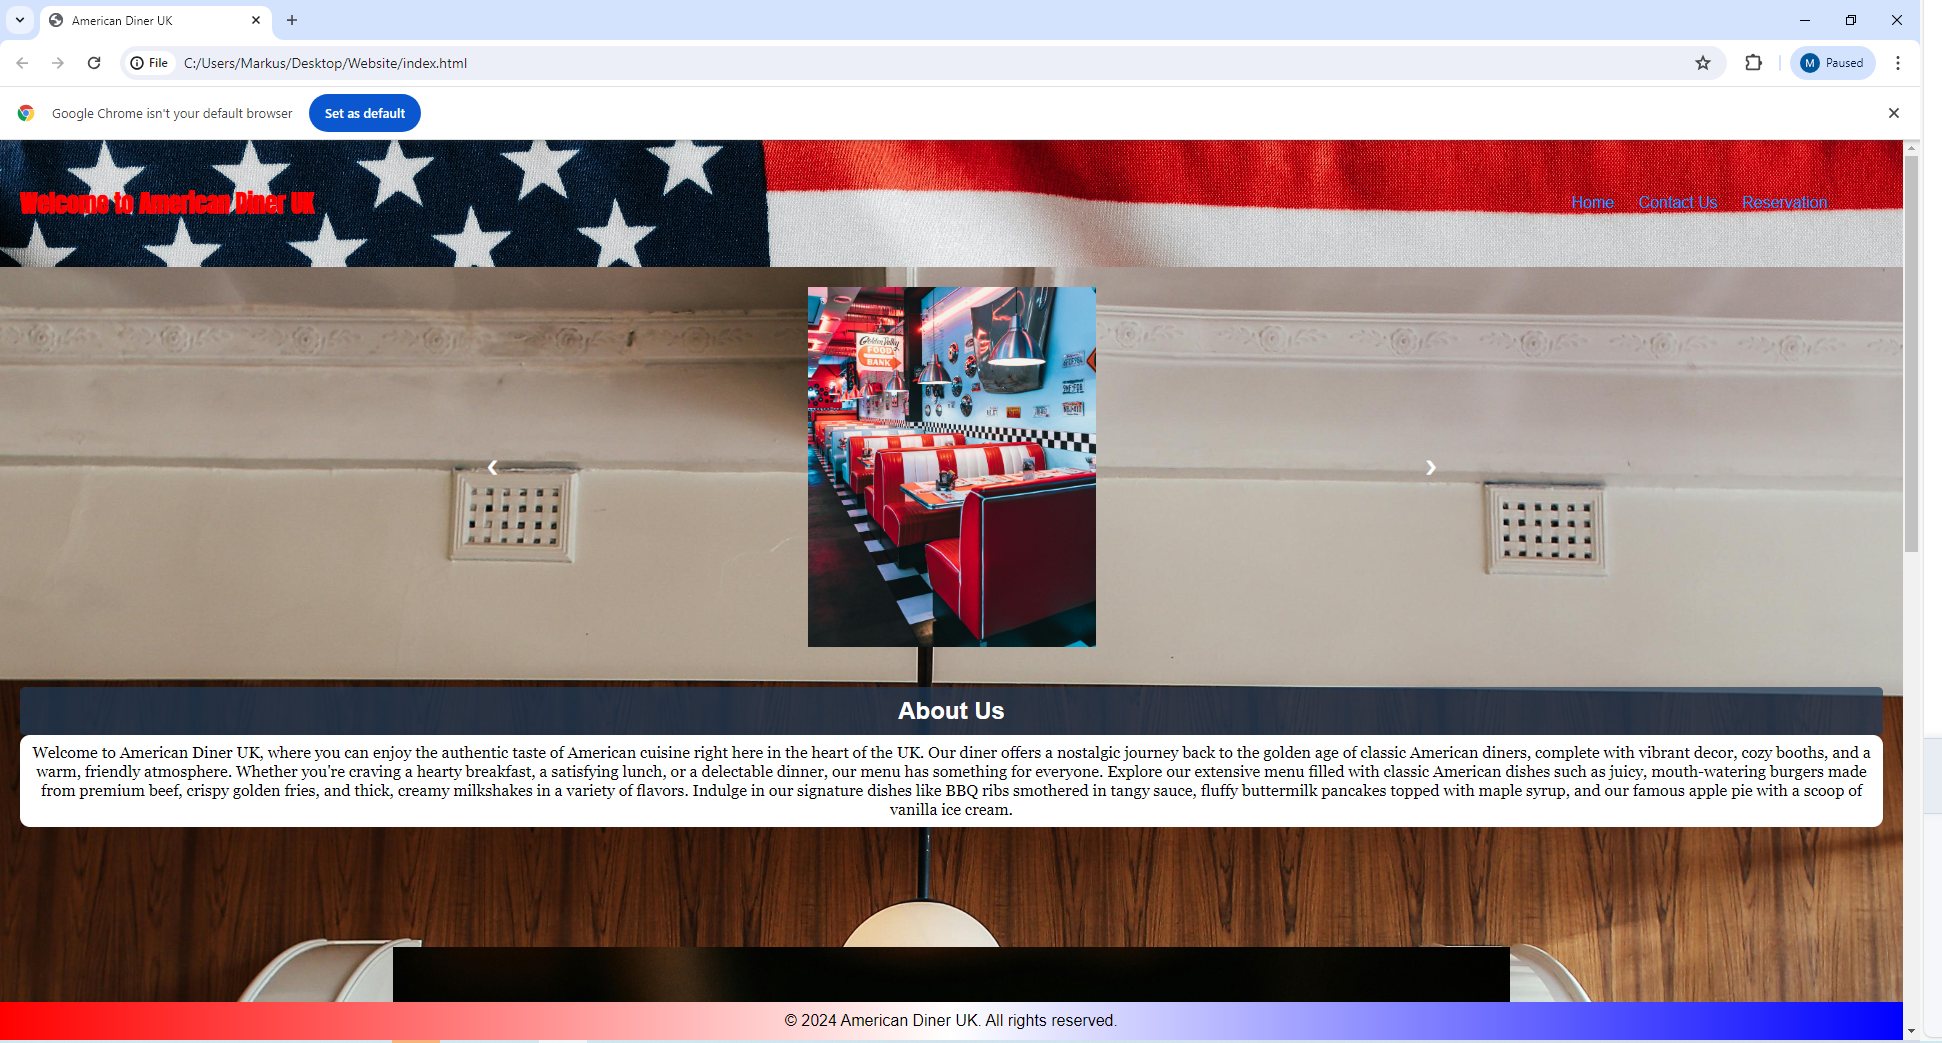 American Diner UK
File
C:/Users/Markus/Desktop/Website/index.html
M
Paused
Google Chrome isn't your default browser
Set as default
Welcome to American Diner UK
Home
Contact Us
Reservation
Golden Valley
FOOD
BANK
‹
›
About Us
Welcome to American Diner UK, where you can enjoy the authentic taste of American cuisine right here in the heart of the UK. Our diner offers a nostalgic journey back to the golden age of classic American diners, complete with vibrant decor, cozy booths, and a
warm, friendly atmosphere. Whether you're craving a hearty breakfast, a satisfying lunch, or a delectable dinner, our menu has something for everyone. Explore our extensive menu filled with classic American dishes such as juicy, mouth-watering burgers made
from premium beef, crispy golden fries, and thick, creamy milkshakes in a variety of flavors. Indulge in our signature dishes like BBQ ribs smothered in tangy sauce, fluffy buttermilk pancakes topped with maple syrup, and our famous apple pie with a scoop of
vanilla ice cream.
© 2024 American Diner UK. All rights reserved.